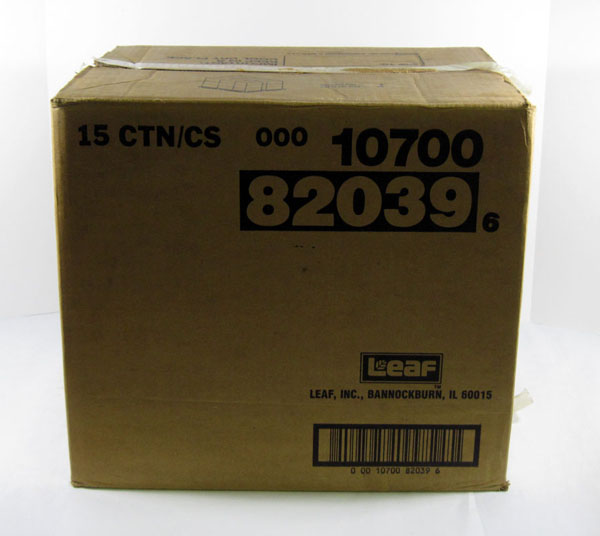 15 CTN/CS 000 10700
82039 6
Leaf
LEAF, INC., BANNOCKBURN, IL 60015
0 00 10700 82039 6